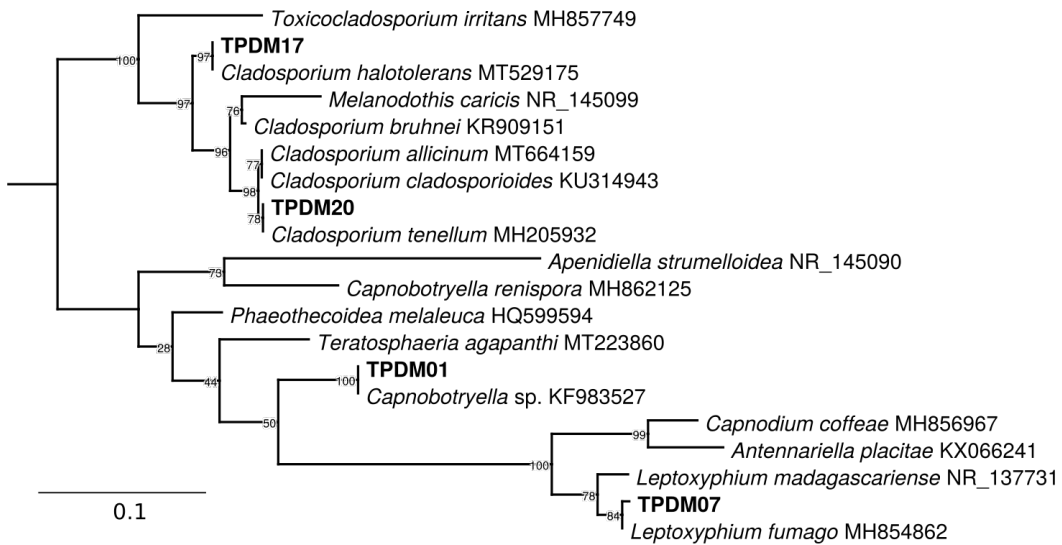 Toxicocladosporium irritans MH857749
TPDM17
97
100
Cladosporium halotolerans MT529175
Melanodothis caricis NR_145099
97
76
Cladosporium bruhnei KR909151
Cladosporium allicinum MT664159
96
77
Cladosporium cladosporioides KU314943
98
TPDM20
78
Cladosporium tenellum MH205932
Apenidiella strumelloidea NR_145090
79
Capnobotryella renispora MH862125
Phaeothecoidea melaleuca HQ599594
28
Teratosphaeria agapanthi MT223860
TPDM01
44
100
Capnobotryella sp. KF983527
50
Capnodium coffeae MH856967
99
Antennariella placitae KX066241
100
Leptoxyphium madagascariense NR_137731
78
TPDM07
84
Leptoxyphium fumago MH854862
0.1